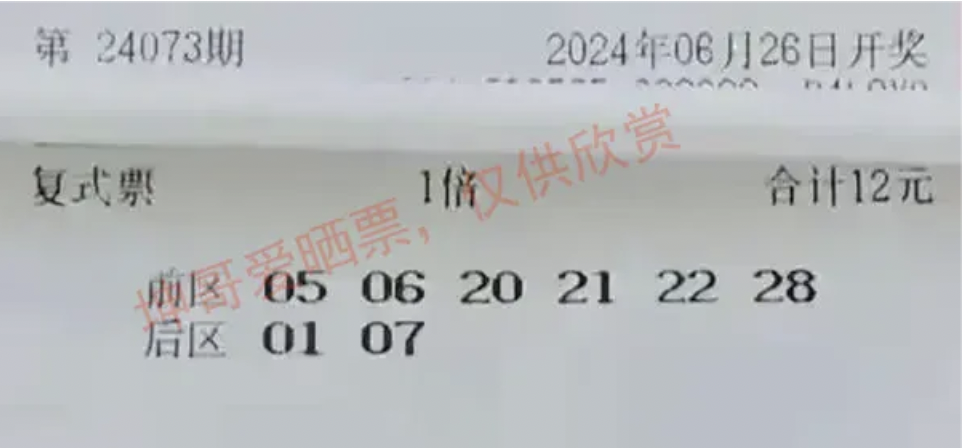 第 24073期 2024年06月26日开奖
复式票 1倍 合计12元
哥爱晒票，仅供欣赏
前区 05 06 20 21 22 28
后区 01 07